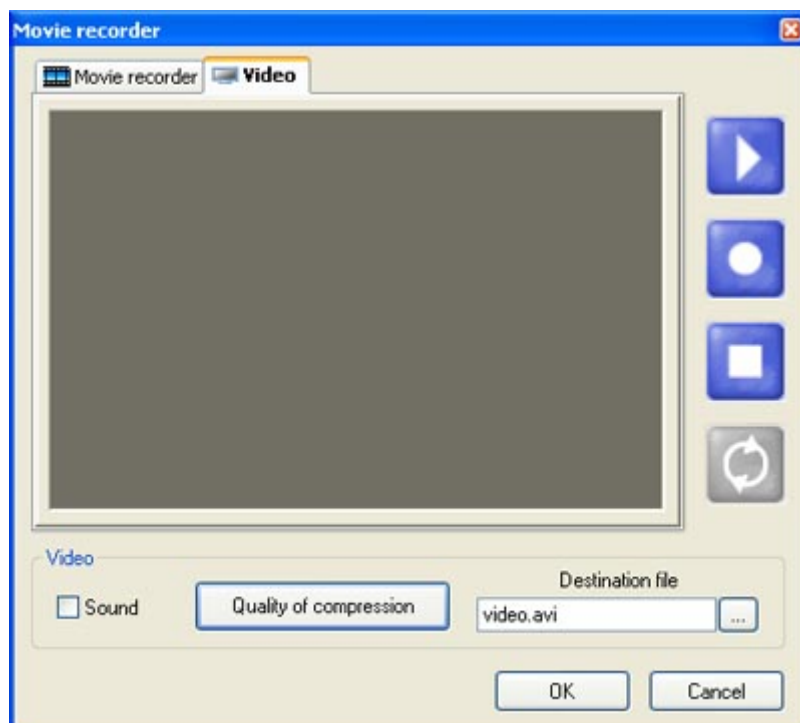 Movie recorder
Movie recorder Video
Video
Destination file
Sound Quality of compression video.avi ...
OK Cancel